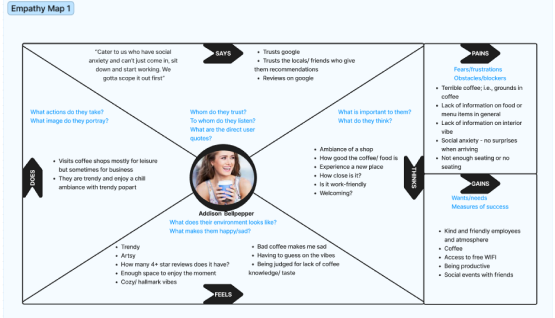 Empathy Map 1
"Cater to us who have social
anxiety and can't just come in, sit
down and start working. We
gotta scope it out first"
SAYS
• Trusts google
• Trusts the locals/ friends who give
them recommendations
• Reviews on google
What actions do they take?
What image do they portray?
Whom do they trust?
To whom do they listen?
What are the direct user
quotes?
What is important to them?
What do they think?
DOES
• Visits coffee shops mostly for leisure
but sometimes for business
• They are trendy and enjoy a chill
ambiance with trendy popart
• Ambiance of a shop
• How good the coffee/ food is
• Experience a new place
• How close is it?
• Is it work-friendly
• Welcoming?
THINKS
Addison Bellpepper
What does their environment looks like?
What makes them happy/sad?
• Trendy
• Artsy
• How many 4+ star reviews does it have?
• Enough space to enjoy the moment
• Cozy/ hallmark vibes
• Bad coffee makes me sad
• Having to guess on the vibes
• Being judged for lack of coffee
knowledge/ taste
FEELS
PAINS
Fears/frustrations
Obstacles/blockers
• Terrible coffee; i.e., grounds in
coffee
• Lack of information on food or
menu items in general
• Lack of information on interior
vibe
• Social anxiety - no surprises
when arriving
• Not enough seating or no
seating
GAINS
Wants/needs
Measures of success
• Kind and friendly employees
and atmosphere
• Coffee
• Access to free WIFI
• Being productive
• Social events with friends